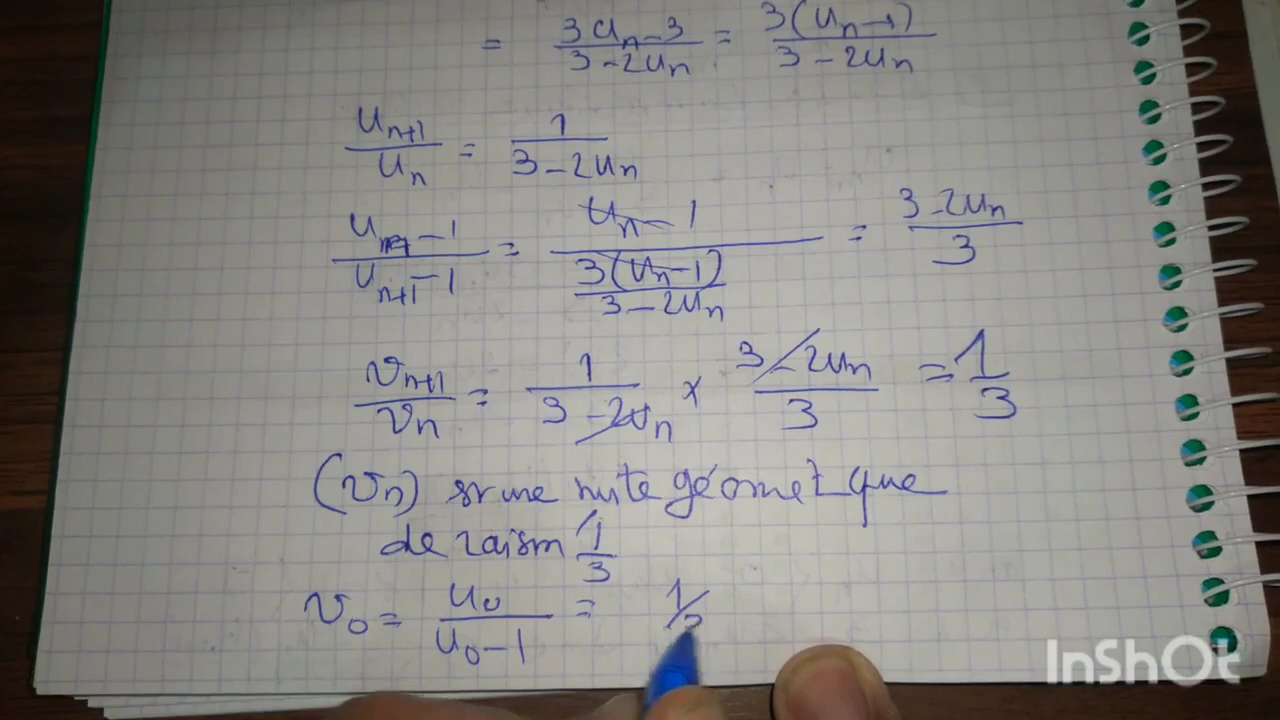 = (3u_n - 3)/(3 - 2u_n) = 3(u_n - 1)/(3 - 2u_n)
u_{n+1}/u_n = 1/(3 - 2u_n)
(u_n - 1)/(u_{n+1} - 1) = (u_n - 1)/(3(u_n - 1)/(3 - 2u_n)) = (3 - 2u_n)/3
v_{n+1}/v_n = 1/(3 - 2u_n) × (3 - 2u_n)/3 = 1/3
(v_n) est une suite géométrique
de raison 1/3
v_0 = u_0/(u_0 - 1) = 1/
InShOt